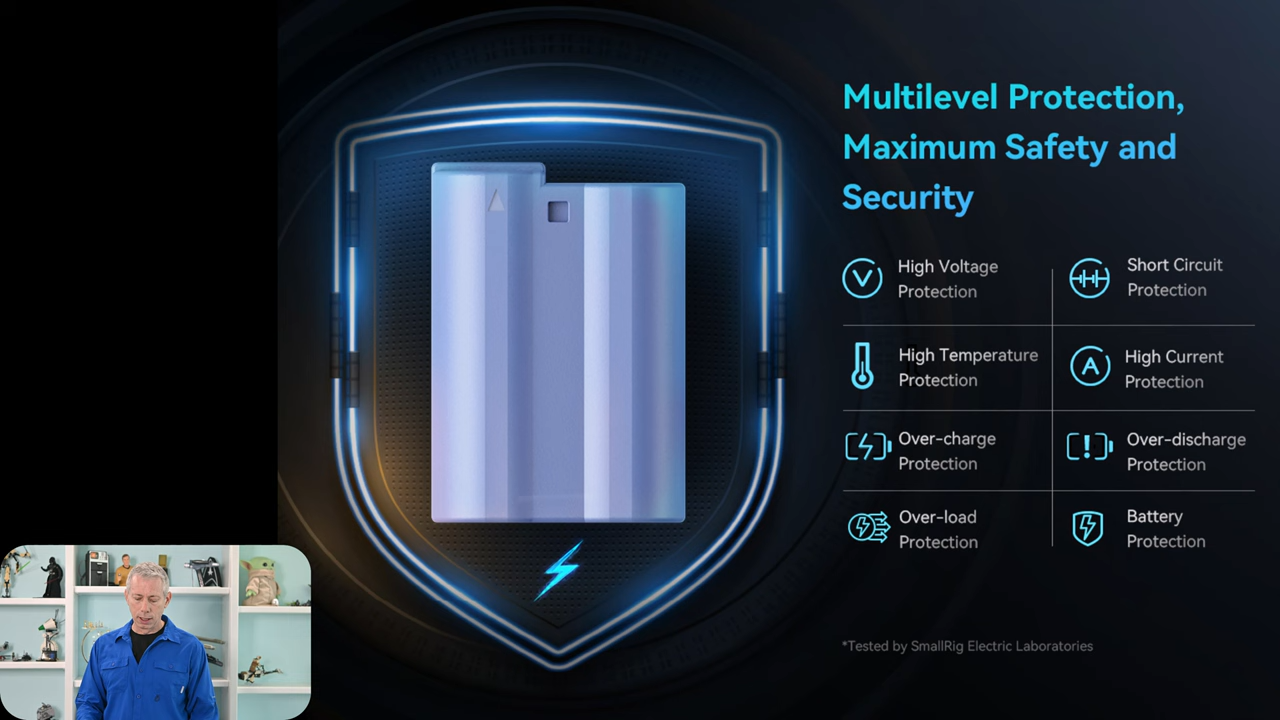 Multilevel Protection,
Maximum Safety and
Security
High Voltage
Protection
Short Circuit
Protection
High Temperature
Protection
High Current
Protection
Over-charge
Protection
Over-discharge
Protection
Over-load
Protection
Battery
Protection
*Tested by SmallRig Electric Laboratories